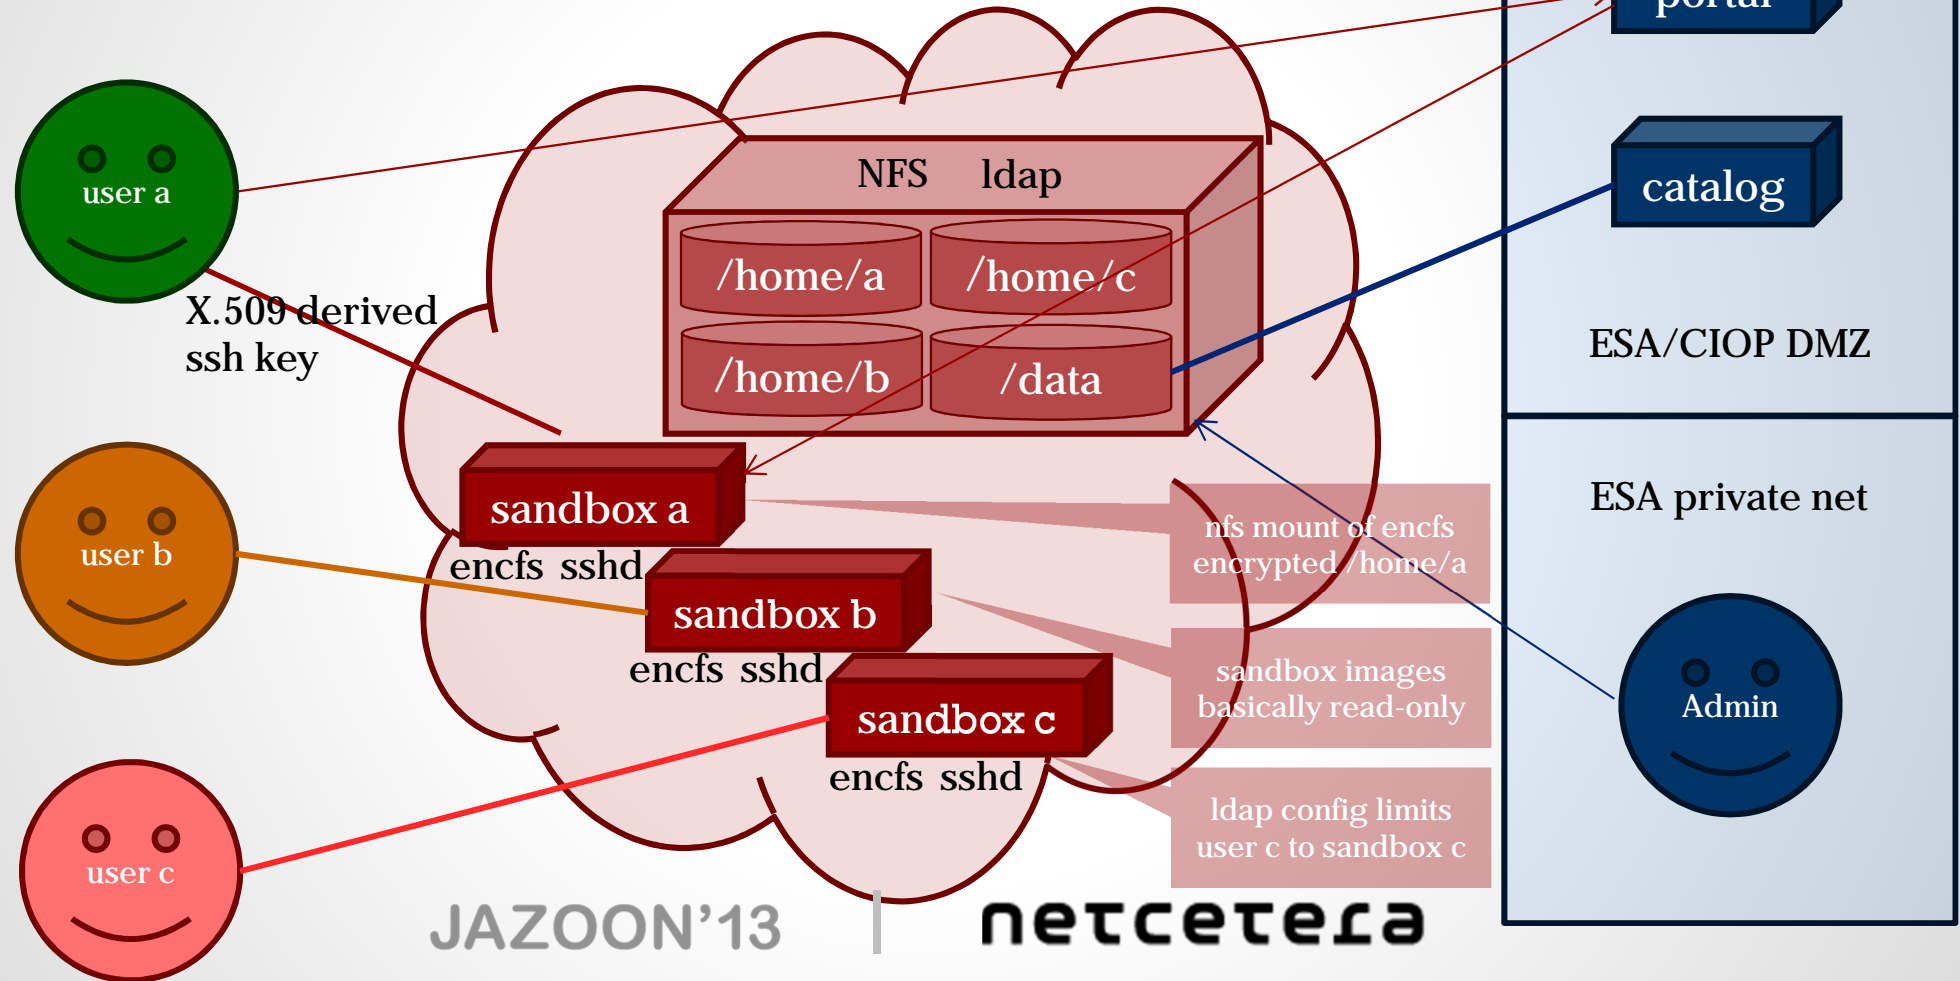 portal
user a
NFS ldap
catalog
/home/a
/home/c
X.509 derived
ssh key
/home/b
/data
ESA/CIOP DMZ
sandbox a
encfs sshd
nfs mount of encfs
encrypted /home/a
ESA private net
user b
sandbox b
encfs sshd
sandbox images
basically read-only
Admin
sandbox c
encfs sshd
ldap config limits
user c to sandbox c
user c
JAZOON'13
netcetera